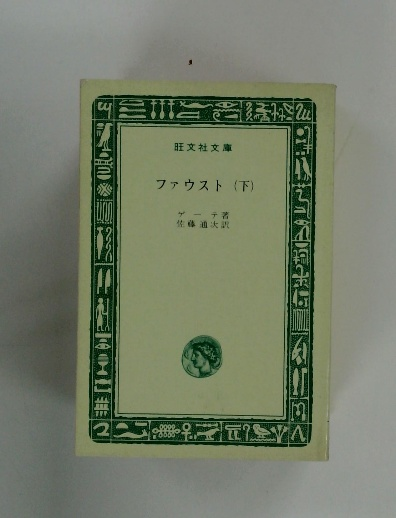 旺文社文庫
ファウスト（下）
ゲーテ著
佐藤通次訳